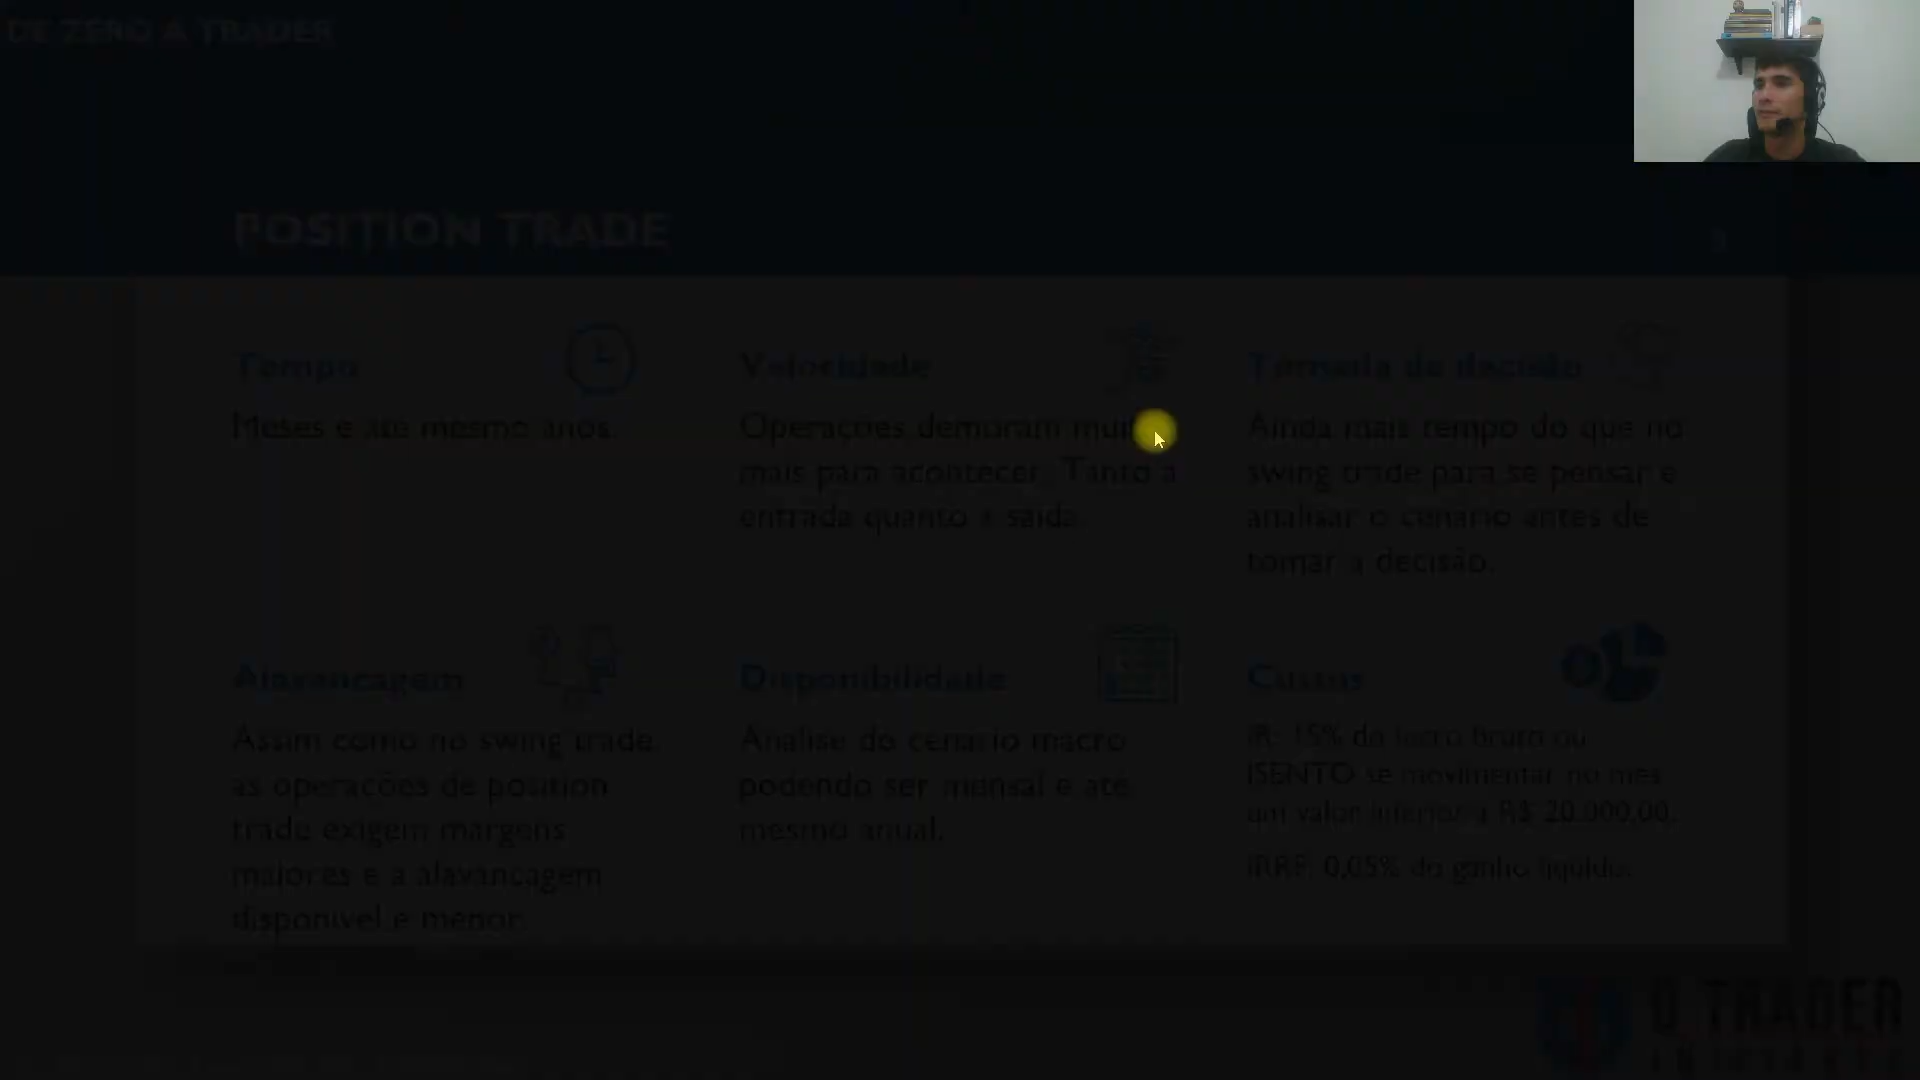 DE ZERO A TRADER
POSITION TRADE
3
Tempo
Meses e até mesmo anos.
Velocidade
Operações demoram
mais para acontecer. Tanto a
entrada quanto a saída.
Tomada de decisão
Ainda mais tempo do que no
swing trade para se pensar e
analisar o cenário antes de
tomar a decisão.
Alavancagem
Assim como no swing trade,
as operações de position
trade exigem margens
maiores e a alavancagem
disponível é menor.
Disponibilidade
Análise do cenário macro
podendo ser mensal e até
mesmo anual.
Custos
IR: 15% do lucro bruto ou
ISENTO se movimentar no mês
um valor inferior a R$ 20.000,00.
IRRF: 0,05% do ganho líquido.
O TRADER